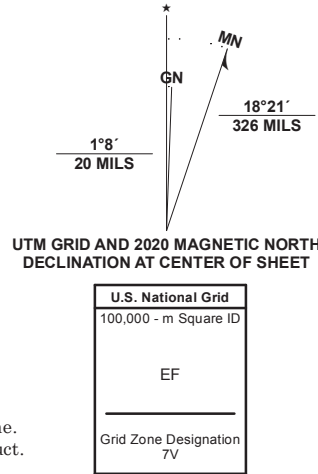 ★
MN
GN
18°21´
326 MILS
1°8´
20 MILS
UTM GRID AND 2020 MAGNETIC NORTH
DECLINATION AT CENTER OF SHEET
U.S. National Grid
100,000 - m Square ID
EF
Grid Zone Designation
7V